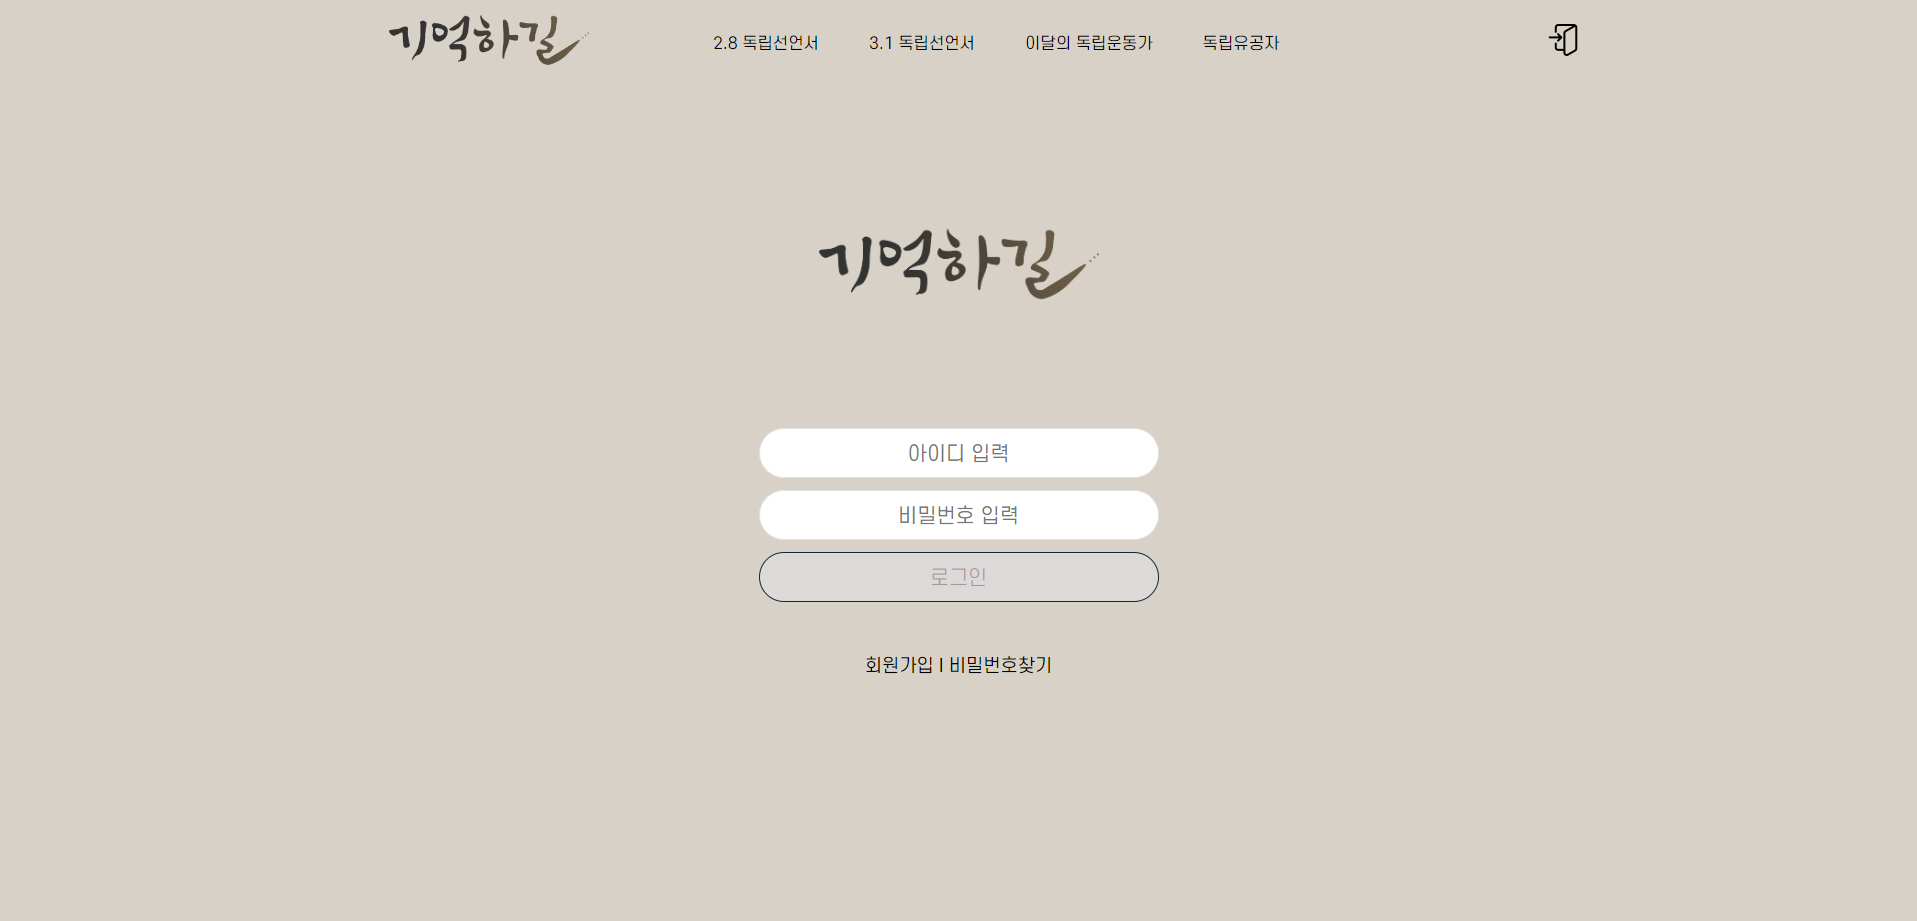 기억하길
2.8 독립선언서
3.1 독립선언서
이달의 독립운동가
독립유공자
기억하길
아이디 입력
비밀번호 입력
로그인
회원가입 | 비밀번호찾기